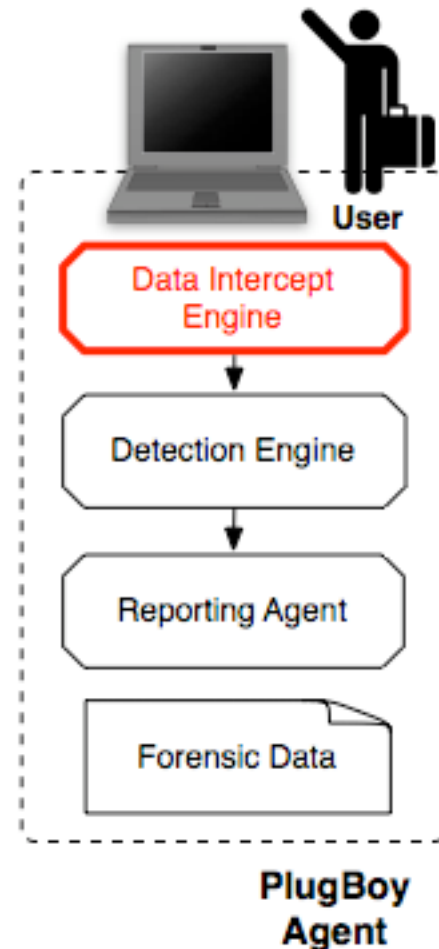 User
Data Intercept
Engine
Detection Engine
Reporting Agent
Forensic Data
PlugBoy
Agent